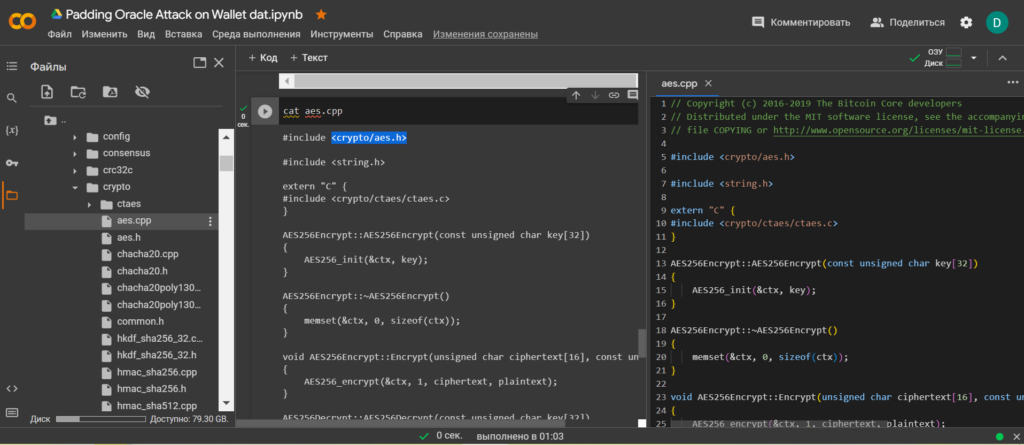 Padding Oracle Attack on Wallet dat.ipynb
Файл Изменить Вид Вставка Среда выполнения Инструменты Справка Изменения сохранены
Комментировать
Поделиться
D
Файлы
..
config
consensus
crc32c
crypto
ctaes
aes.cpp
aes.h
chacha20.cpp
chacha20.h
chacha20poly130...
chacha20poly130...
common.h
hkdf_sha256_32.c...
hkdf_sha256_32.h
hmac_sha256.cpp
hmac_sha256.h
hmac_sha512.cpp
Диск Доступно: 79.30 GB.
+ Код + Текст
ОЗУ
Диск
0
сек.
cat aes.cpp
#include <crypto/aes.h>
#include <string.h>
extern "C" {
#include <crypto/ctaes/ctaes.c>
}
AES256Encrypt::AES256Encrypt(const unsigned char key[32])
{
AES256_init(&ctx, key);
}
AES256Encrypt::~AES256Encrypt()
{
memset(&ctx, 0, sizeof(ctx));
}
void AES256Encrypt::Encrypt(unsigned char ciphertext[16], const un
{
AES256_encrypt(&ctx, 1, ciphertext, plaintext);
}
AES256Decrypt::AES256Decrypt(const unsigned char key[32])
aes.cpp
1 // Copyright (c) 2016-2019 The Bitcoin Core developers
2 // Distributed under the MIT software license, see the accompanyin
3 // file COPYING or http://www.opensource.org/licenses/mit-license.
4
5 #include <crypto/aes.h>
6
7 #include <string.h>
8
9 extern "C" {
10 #include <crypto/ctaes/ctaes.c>
11 }
12
13 AES256Encrypt::AES256Encrypt(const unsigned char key[32])
14 {
15 AES256_init(&ctx, key);
16 }
17
18 AES256Encrypt::~AES256Encrypt()
19 {
20 memset(&ctx, 0, sizeof(ctx));
21 }
22
23 void AES256Encrypt::Encrypt(unsigned char ciphertext[16], const un
24 {
25 AES256_encrypt(&ctx, 1, ciphertext, plaintext);
0 сек. выполнено в 01:03